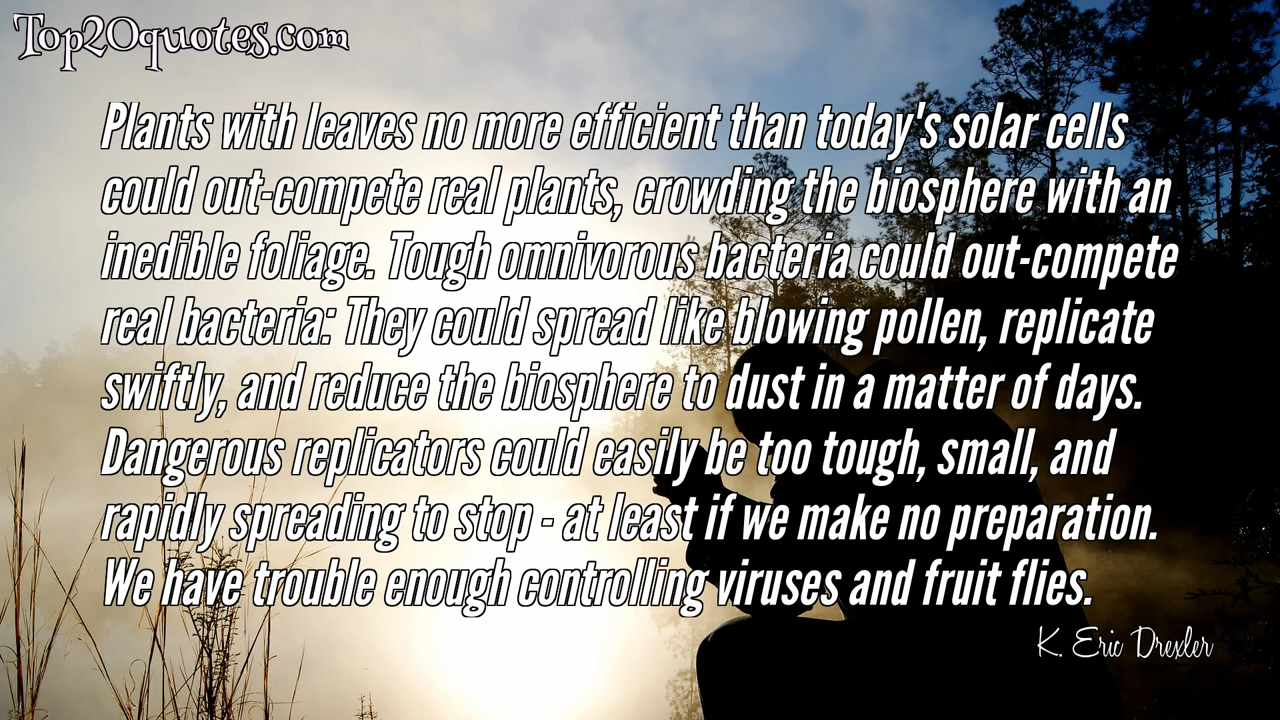 Top20quotes.com
Plants with leaves no more efficient than today's solar cells
could out-compete real plants, crowding the biosphere with an
inedible foliage. Tough omnivorous bacteria could out-compete
real bacteria: They could spread like blowing pollen, replicate
swiftly, and reduce the biosphere to dust in a matter of days.
Dangerous replicators could easily be too tough, small, and
rapidly spreading to stop - at least if we make no preparation.
We have trouble enough controlling viruses and fruit flies.
K. Eric Drexler